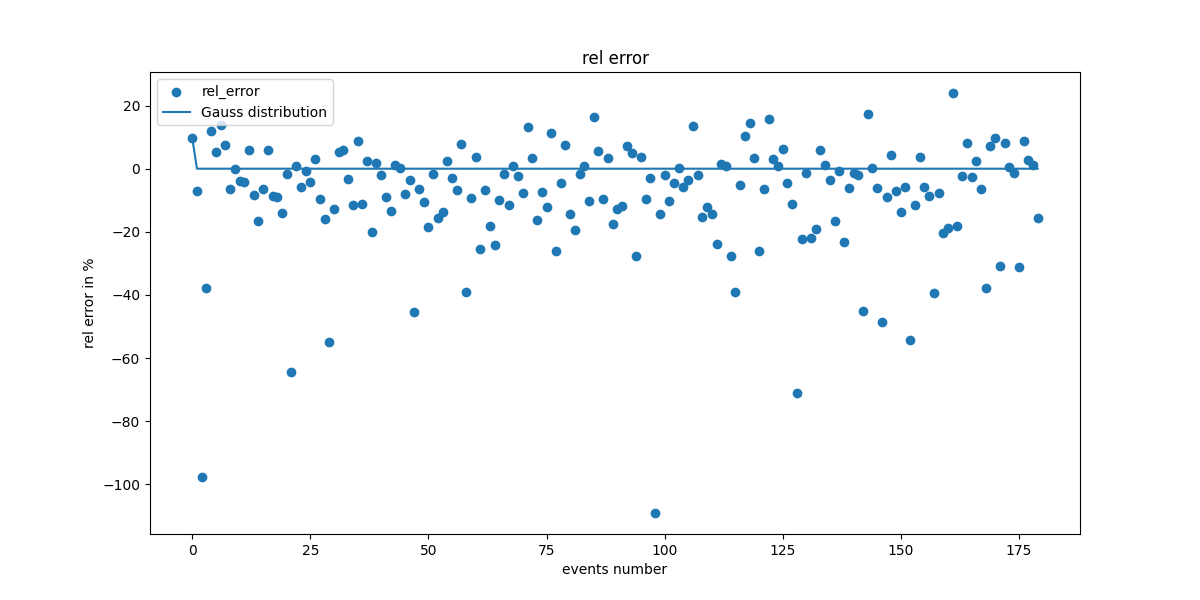 rel error
rel_error
Gauss distribution
20
0
−20
−40
−60
−80
−100
rel error in %
0 25 50 75 100 125 150 175
events number